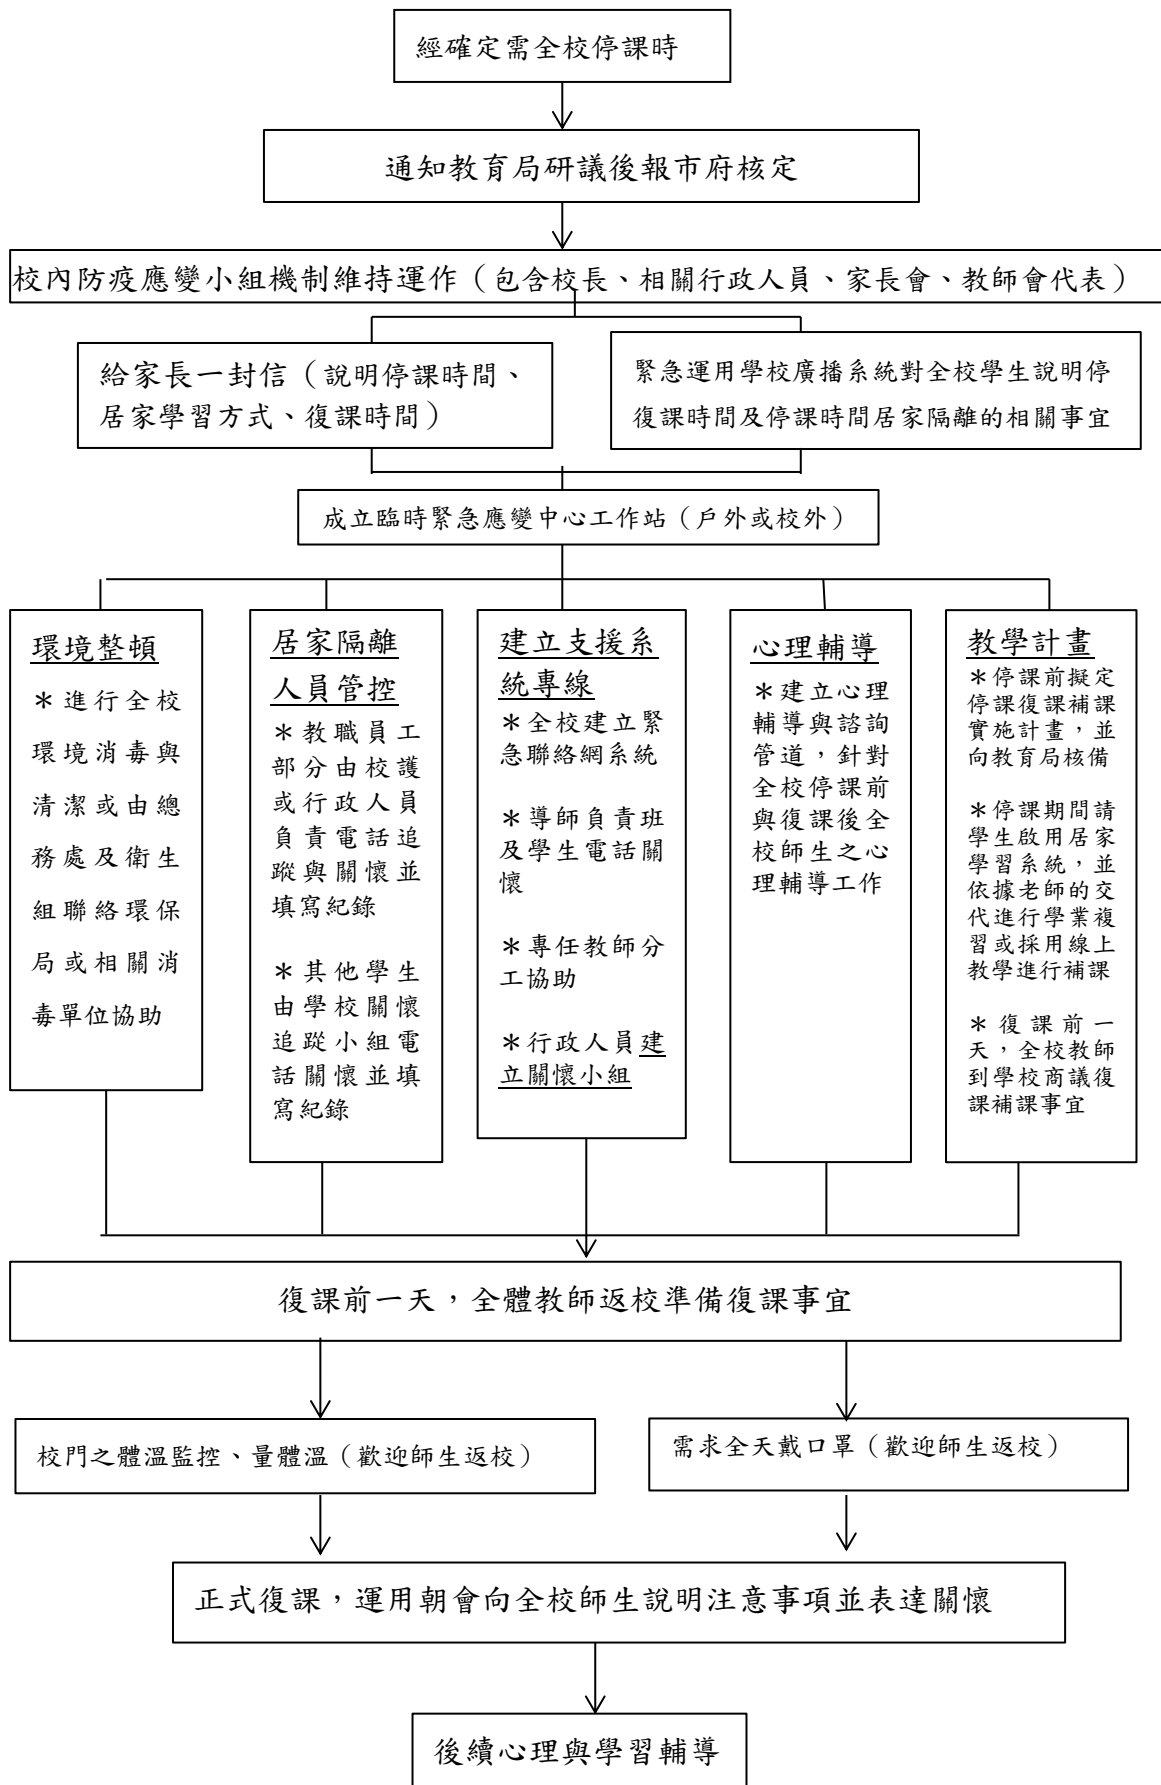 經確定需全校停課時
通知教育局研議後報市府核定
校內防疫應變小組機制維持運作（包含校長、相關行政人員、家長會、教師會代表）
給家長一封信（說明停課時間、
居家學習方式、復課時間）
緊急運用學校廣播系統對全校學生說明停
復課時間及停課時間居家隔離的相關事宜
成立臨時緊急應變中心工作站（戶外或校外）
環境整頓
＊進行全校
環境消毒與
清潔或由總
務處及衛生
組聯絡環保
局或相關消
毒單位協助
居家隔離
人員管控
＊教職員工
部分由校護
或行政人員
負責電話追
蹤與關懷並
填寫紀錄
＊其他學生
由學校關懷
追蹤小組電
話關懷並填
寫紀錄
建立支援系
統專線
＊全校建立緊
急聯絡網系統
＊導師負責班
及學生電話關
懷
＊專任教師分
工協助
＊行政人員建
立關懷小組
心理輔導
＊建立心理
輔導與諮詢
管道，針對
全校停課前
與復課後全
校師生之心
理輔導工作
教學計畫
＊停課前擬定
停課復課補課
實施計畫，並
向教育局核備
＊停課期間請
學生啟用居家
學習系統，並
依據老師的交
代進行學業複
習或採用線上
教學進行補課
＊復課前一
天，全校教師
到學校商議復
課補課事宜
復課前一天，全體教師返校準備復課事宜
校門之體溫監控、量體溫（歡迎師生返校）
需求全天戴口罩（歡迎師生返校）
正式復課，運用朝會向全校師生說明注意事項並表達關懷
後續心理與學習輔導